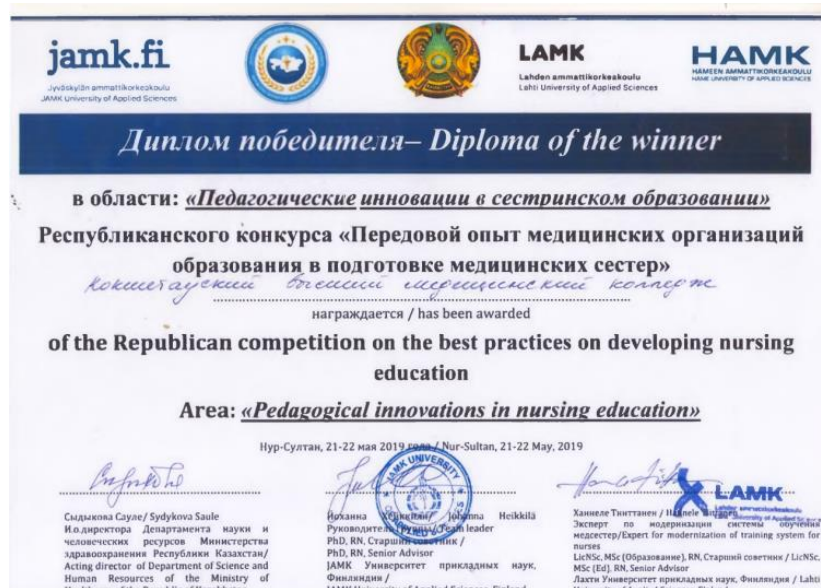 jamk.fi
Jyväskylän ammattikorkeakoulu
JAMK University of Applied Sciences
LAMK
Lahden ammattikorkeakoulu
Lahti University of Applied Sciences
HAMK
HÄMEEN AMMATTIKORKEAKOULU
HÄME UNIVERSITY OF APPLIED SCIENCES
Диплом победителя– Diploma of the winner
в области: «Педагогические инновации в сестринском образовании»
Республиканского конкурса «Передовой опыт медицинских организаций
образования в подготовке медицинских сестер»
Кокшетауский высший медицинский колледж
награждается / has been awarded
of the Republican competition on the best practices on developing nursing
education
Area: «Pedagogical innovations in nursing education»
Нур-Султан, 21-22 мая 2019 года / Nur-Sultan, 21-22 May, 2019
Сыдыкова Сауле/ Sydykova Saule
И.о.директора Департамента науки и
человеческих ресурсов Министерства
здравоохранения Республики Казахстан/
Acting director of Department of Science and
Human Resources of the Ministry of
Йоханна Heikkilä
Руководитель группы/Team leader
PhD, RN, Старший советник /
PhD, RN, Senior Advisor
JAMK Университет прикладных наук,
Финляндия /
JAMK UNIVERSITY
LAMK
Ханнеле Тииттанен /
Эксперт по модернизации системы обучения
медсестер/Expert for modernization of training system for
nurses
LicNSc, MSc (Образование), RN, Старший советник / LicNSc,
MSc (Ed), RN, Senior Advisor
Лахти Университет прикладных наук, Финляндия / Lahti